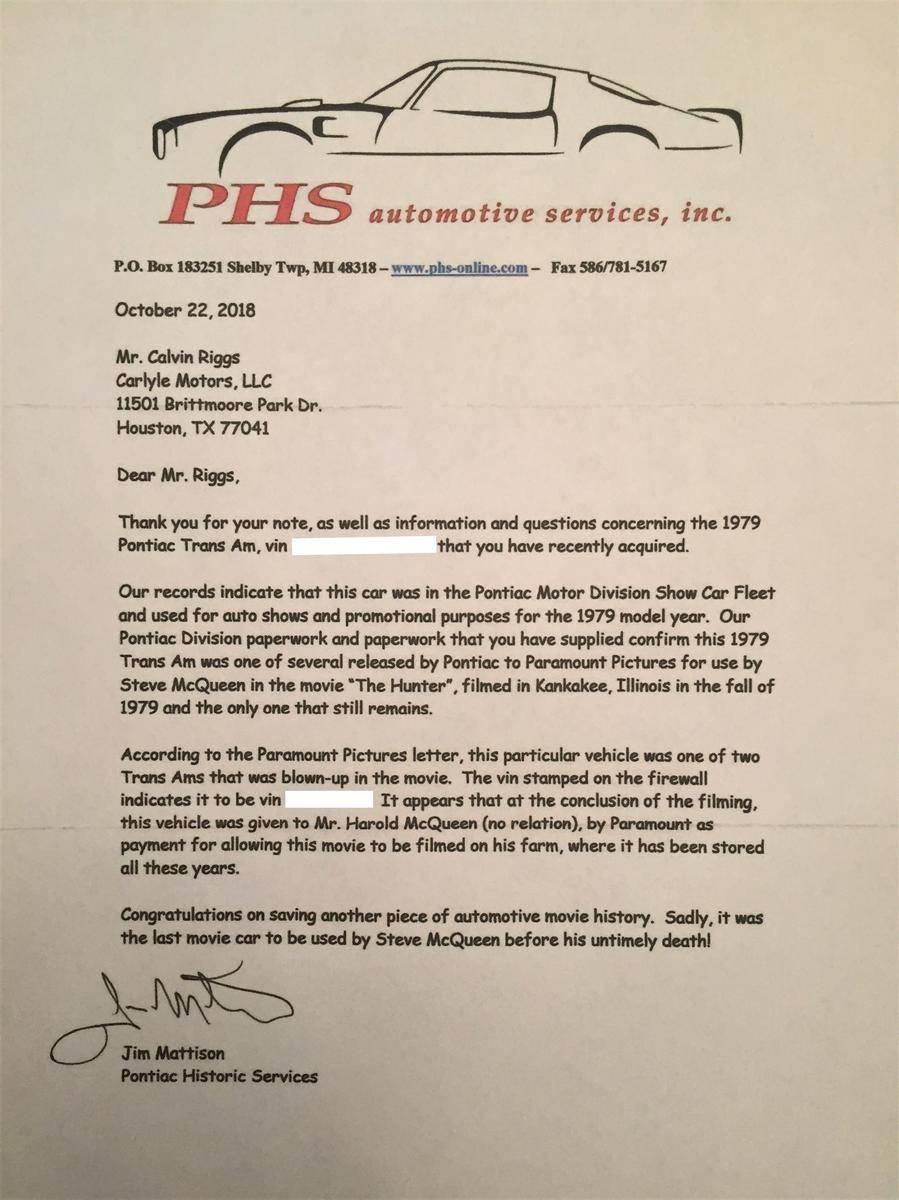 PHS automotive services, inc.
P.O. Box 183251 Shelby Twp, MI 48318 – www.phs-online.com – Fax 586/781-5167
October 22, 2018
Mr. Calvin Riggs
Carlyle Motors, LLC
11501 Brittmoore Park Dr.
Houston, TX 77041
Dear Mr. Riggs,
Thank you for your note, as well as information and questions concerning the 1979
Pontiac Trans Am, vin that you have recently acquired.
Our records indicate that this car was in the Pontiac Motor Division Show Car Fleet
and used for auto shows and promotional purposes for the 1979 model year. Our
Pontiac Division paperwork and paperwork that you have supplied confirm this 1979
Trans Am was one of several released by Pontiac to Paramount Pictures for use by
Steve McQueen in the movie "The Hunter", filmed in Kankakee, Illinois in the fall of
1979 and the only one that still remains.
According to the Paramount Pictures letter, this particular vehicle was one of two
Trans Ams that was blown-up in the movie. The vin stamped on the firewall
indicates it to be vin It appears that at the conclusion of the filming,
this vehicle was given to Mr. Harold McQueen (no relation), by Paramount as
payment for allowing this movie to be filmed on his farm, where it has been stored
all these years.
Congratulations on saving another piece of automotive movie history. Sadly, it was
the last movie car to be used by Steve McQueen before his untimely death!
Jim Mattison
Pontiac Historic Services